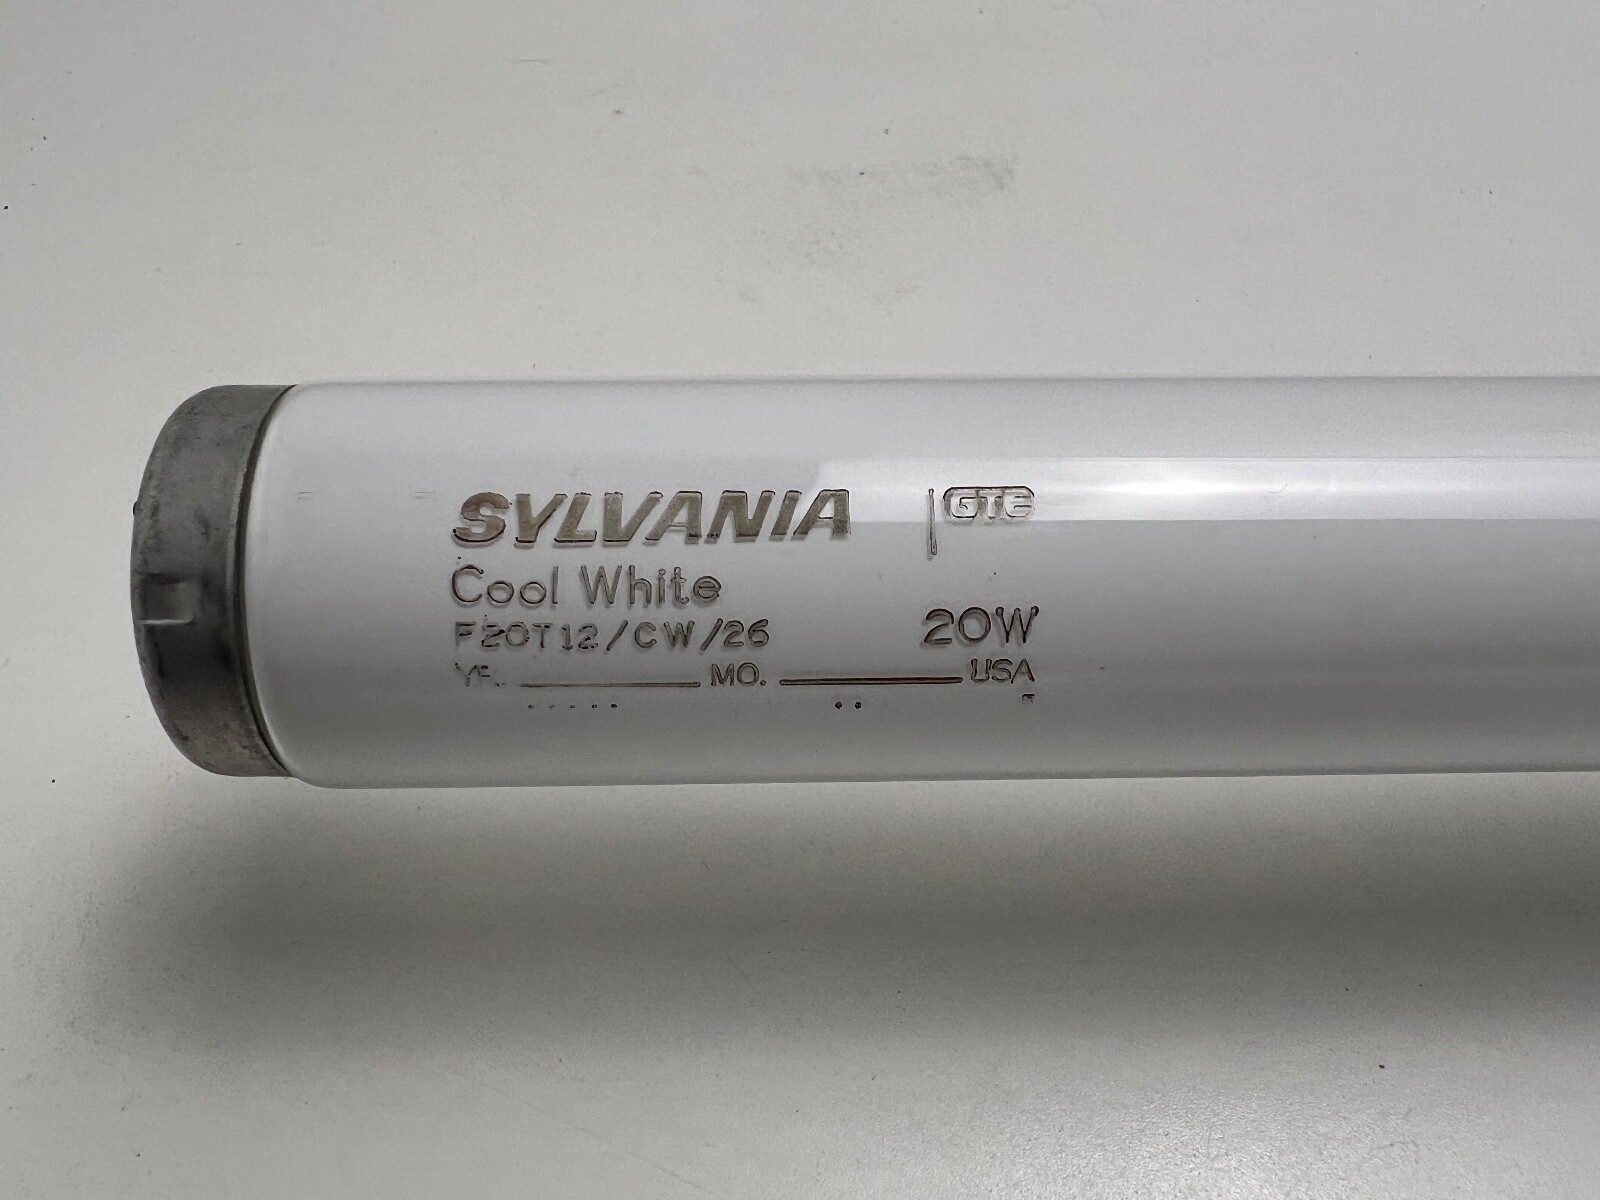 SYLVANIA GTE
Cool White
F20T12/CW/26 20W
YR. MO. USA